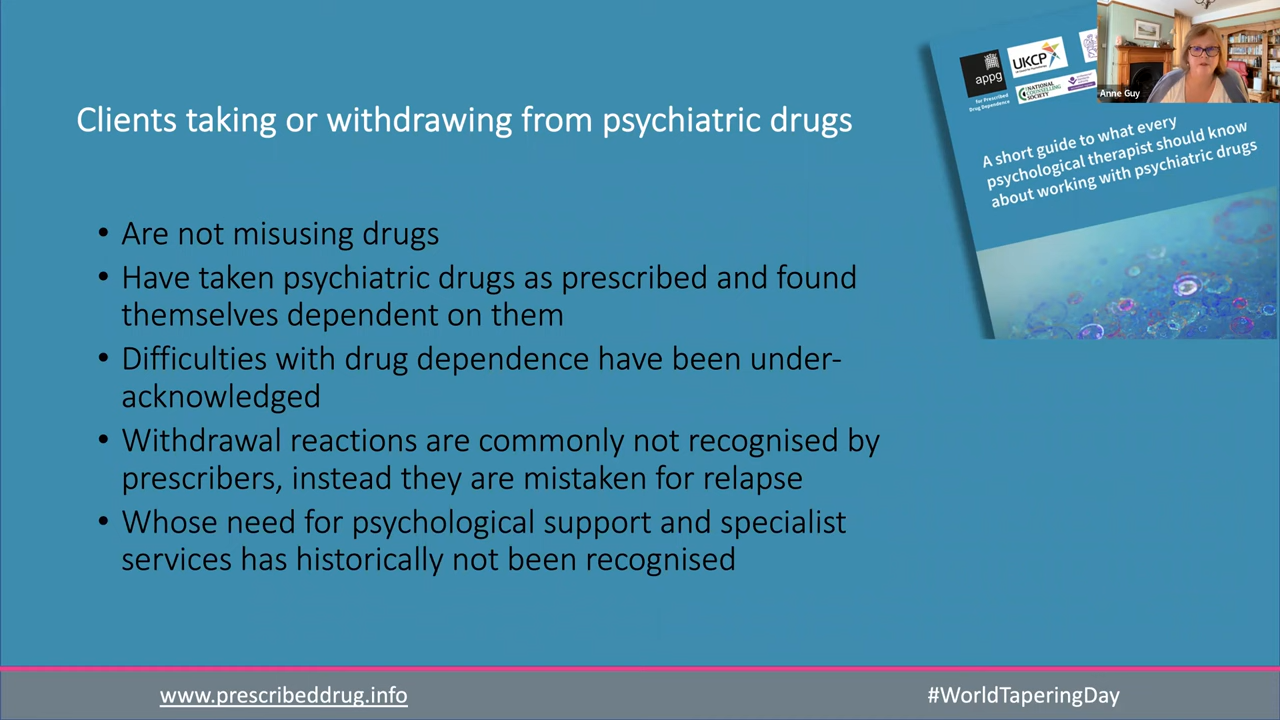 Clients taking or withdrawing from psychiatric drugs
• Are not misusing drugs
• Have taken psychiatric drugs as prescribed and found
themselves dependent on them
• Difficulties with drug dependence have been under-
acknowledged
• Withdrawal reactions are commonly not recognised by
prescribers, instead they are mistaken for relapse
• Whose need for psychological support and specialist
services has historically not been recognised
appg
for Prescribed
Drug Dependence
UKCP
NATIONAL
COUNSELLING
SOCIETY
A short guide to what every
psychological therapist should know
about working with psychiatric drugs
Anne Guy
www.prescribeddrug.info
#WorldTaperingDay